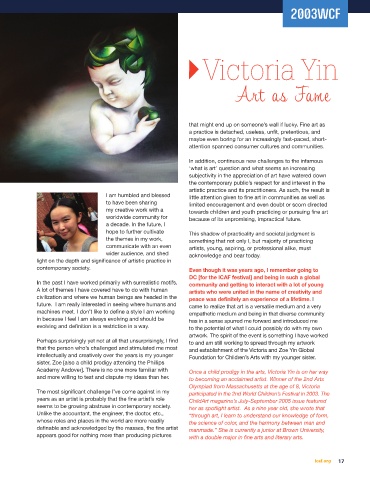 2003WCF
Victoria Yin
Art as Fame
that might end up on someone's wall if lucky. Fine art as
a practice is detached, useless, unfit, pretentious, and
maybe even boring for an increasingly fast-paced, short-
attention spanned consumer cultures and communities.
In addition, continuous new challenges to the infamous
'what is art' question and what seems an increasing
subjectivity in the appreciation of art have watered down
the contemporary public's respect for and interest in the
artistic practice and its practitioners. As such, the result is
little attention given to fine art in communities as well as
limited encouragement and even doubt or scorn directed
towards children and youth practicing or pursuing fine art
because of its unpromising, impractical future.
This shadow of practicality and societal judgment is
something that not only I, but majority of practicing
artists, young, aspiring, or professional alike, must
acknowledge and bear today.
Even though it was years ago, I remember going to
DC [for the ICAF festival] and being in such a global
community and getting to interact with a lot of young
artists who were united in the name of creativity and
peace was definitely an experience of a lifetime. I
came to realize that art is a versatile medium and a very
empathetic medium and being in that diverse community
has in a sense spurred me forward and introduced me
to the potential of what I could possibly do with my own
artwork. The spirit of the event is something I have worked
to and am still working to spread through my artwork
and establishment of the Victoria and Zoe Yin Global
Foundation for Children's Arts with my younger sister.
Once a child prodigy in the arts, Victoria Yin is on her way
to becoming an acclaimed artist. Winner of the 2nd Arts
Olympiad from Massachusetts at the age of 9, Victoria
participated in the 2nd World Children's Festival in 2003. The
ChildArt magazine's July-September 2005 issue featured
her as spotlight artist. As a nine year old, she wrote that
"through art, I learn to understand our knowledge of form,
the science of color, and the harmony between man and
manmade." She is currently a junior at Brown University,
with a double major in fine arts and literary arts.
I am humbled and blessed
to have been sharing
my creative work with a
worldwide community for
a decade. In the future, I
hope to further cultivate
the themes in my work,
communicate with an even
wider audience, and shed
light on the depth and significance of artistic practice in
contemporary society.
In the past I have worked primarily with surrealistic motifs.
A lot of themes I have covered have to do with human
civilization and where we human beings are headed in the
future. I am really interested in seeing where humans and
machines meet. I don't like to define a style I am working
in because I feel I am always evolving and should be
evolving and definition is a restriction in a way.
Perhaps surprisingly yet not at all that unsurprisingly, I find
that the person who's challenged and stimulated me most
intellectually and creatively over the years is my younger
sister, Zoe [also a child prodigy attending the Phillips
Academy Andover]. There is no one more familiar with
and more willing to test and dispute my ideas than her.
The most significant challenge I've come against in my
years as an artist is probably that the fine artist's role
seems to be growing abstruse in contemporary society.
Unlike the accountant, the engineer, the doctor, etc.,
whose roles and places in the world are more readily
definable and acknowledged by the masses, the fine artist
appears good for nothing more than producing pictures
icaf.org 17